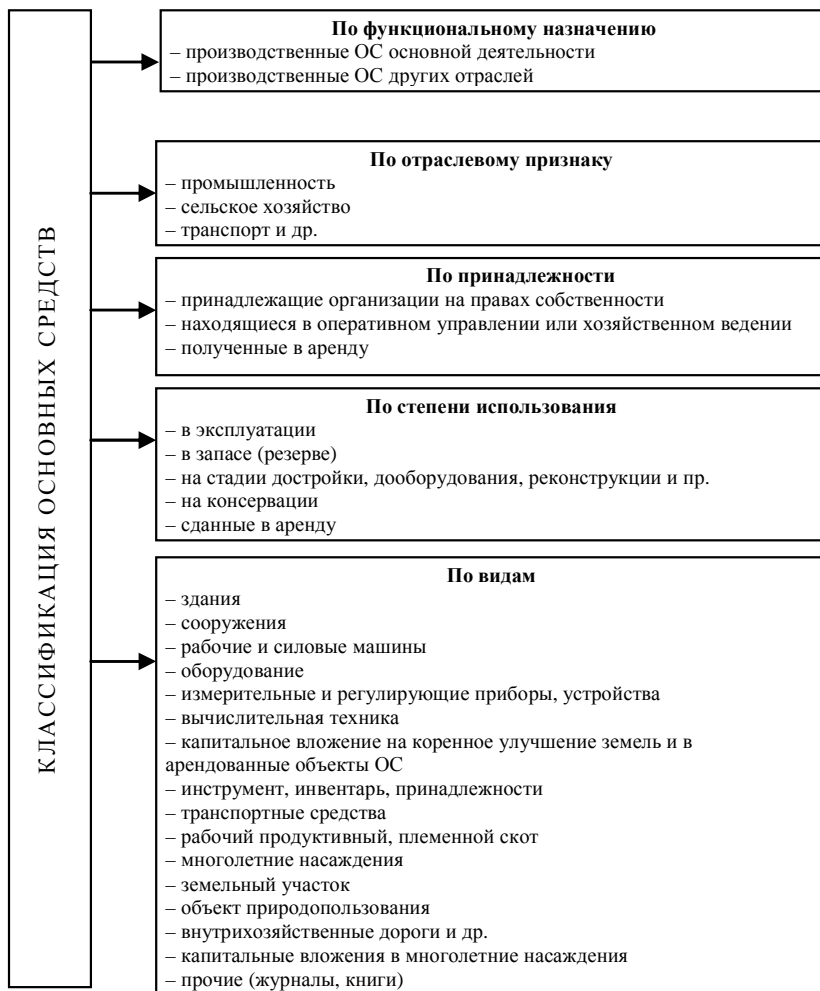 КЛАССИФИКАЦИЯ ОСНОВНЫХ СРЕДСТВ
По функциональному назначению
– производственные ОС основной деятельности
– производственные ОС других отраслей
По отраслевому признаку
– промышленность
– сельское хозяйство
– транспорт и др.
По принадлежности
– принадлежащие организации на правах собственности
– находящиеся в оперативном управлении или хозяйственном ведении
– полученные в аренду
По степени использования
– в эксплуатации
– в запасе (резерве)
– на стадии достройки, дооборудования, реконструкции и пр.
– на консервации
– сданные в аренду
По видам
– здания
– сооружения
– рабочие и силовые машины
– оборудование
– измерительные и регулирующие приборы, устройства
– вычислительная техника
– капитальное вложение на коренное улучшение земель и в
арендованные объекты ОС
– инструмент, инвентарь, принадлежности
– транспортные средства
– рабочий продуктивный, племенной скот
– многолетние насаждения
– земельный участок
– объект природопользования
– внутрихозяйственные дороги и др.
– капитальные вложения в многолетние насаждения
– прочие (журналы, книги)